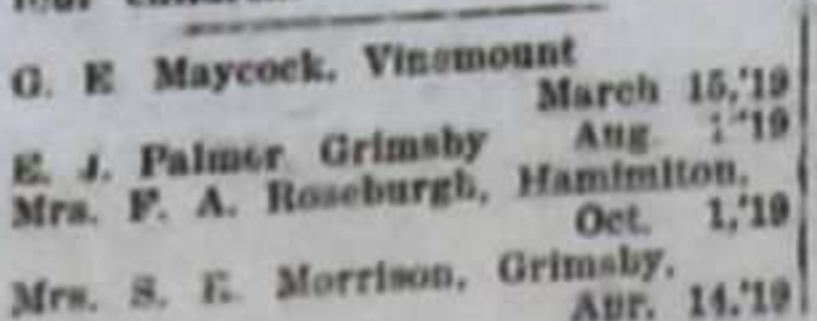 G. E Maycock, Vinemount
March 15,'19
E. J. Palmer Grimsby Aug. 1 '19
Mrs. F. A. Roseburgh, Hamimlton,
Oct. 1,'19
Mrs. S. E. Morrison, Grimsby,
Apr. 14,'19